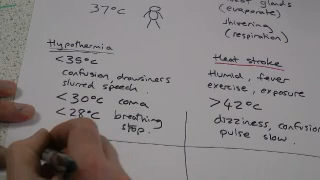 37°C
sweat glands
(evaporate)
shivering
(respiration)
Hypothermia
<35°C
confusion, drowsiness
slurred speech.
<30°C coma
<28°C breathing
stop.
Heat stroke
Humid, fever
exercise, exposure
>42°C
dizziness, confusion
pulse slow.